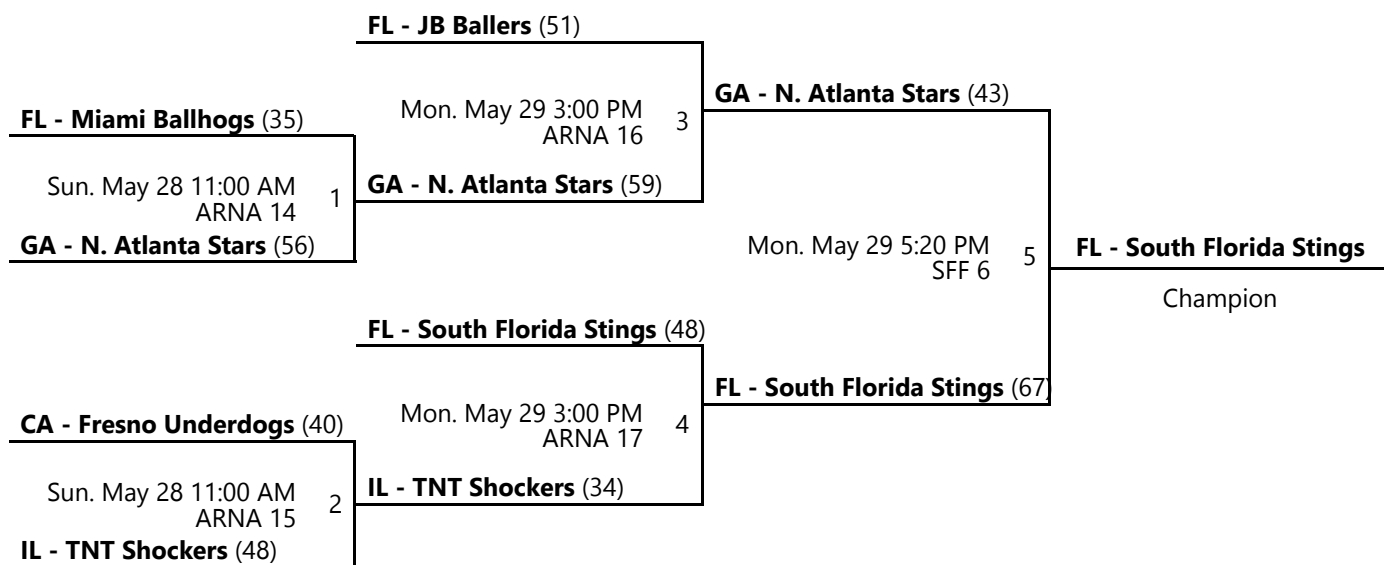 FL - JB Ballers (51)
GA - N. Atlanta Stars (43)
Mon. May 29 3:00 PM
ARNA 16
3
FL - Miami Ballhogs (35)
GA - N. Atlanta Stars (59)
Sun. May 28 11:00 AM
ARNA 14
1
GA - N. Atlanta Stars (56)
Mon. May 29 5:20 PM
SFF 6
5
FL - South Florida Stings
Champion
FL - South Florida Stings (48)
FL - South Florida Stings (67)
Mon. May 29 3:00 PM
ARNA 17
4
CA - Fresno Underdogs (40)
IL - TNT Shockers (34)
Sun. May 28 11:00 AM
ARNA 15
2
IL - TNT Shockers (48)